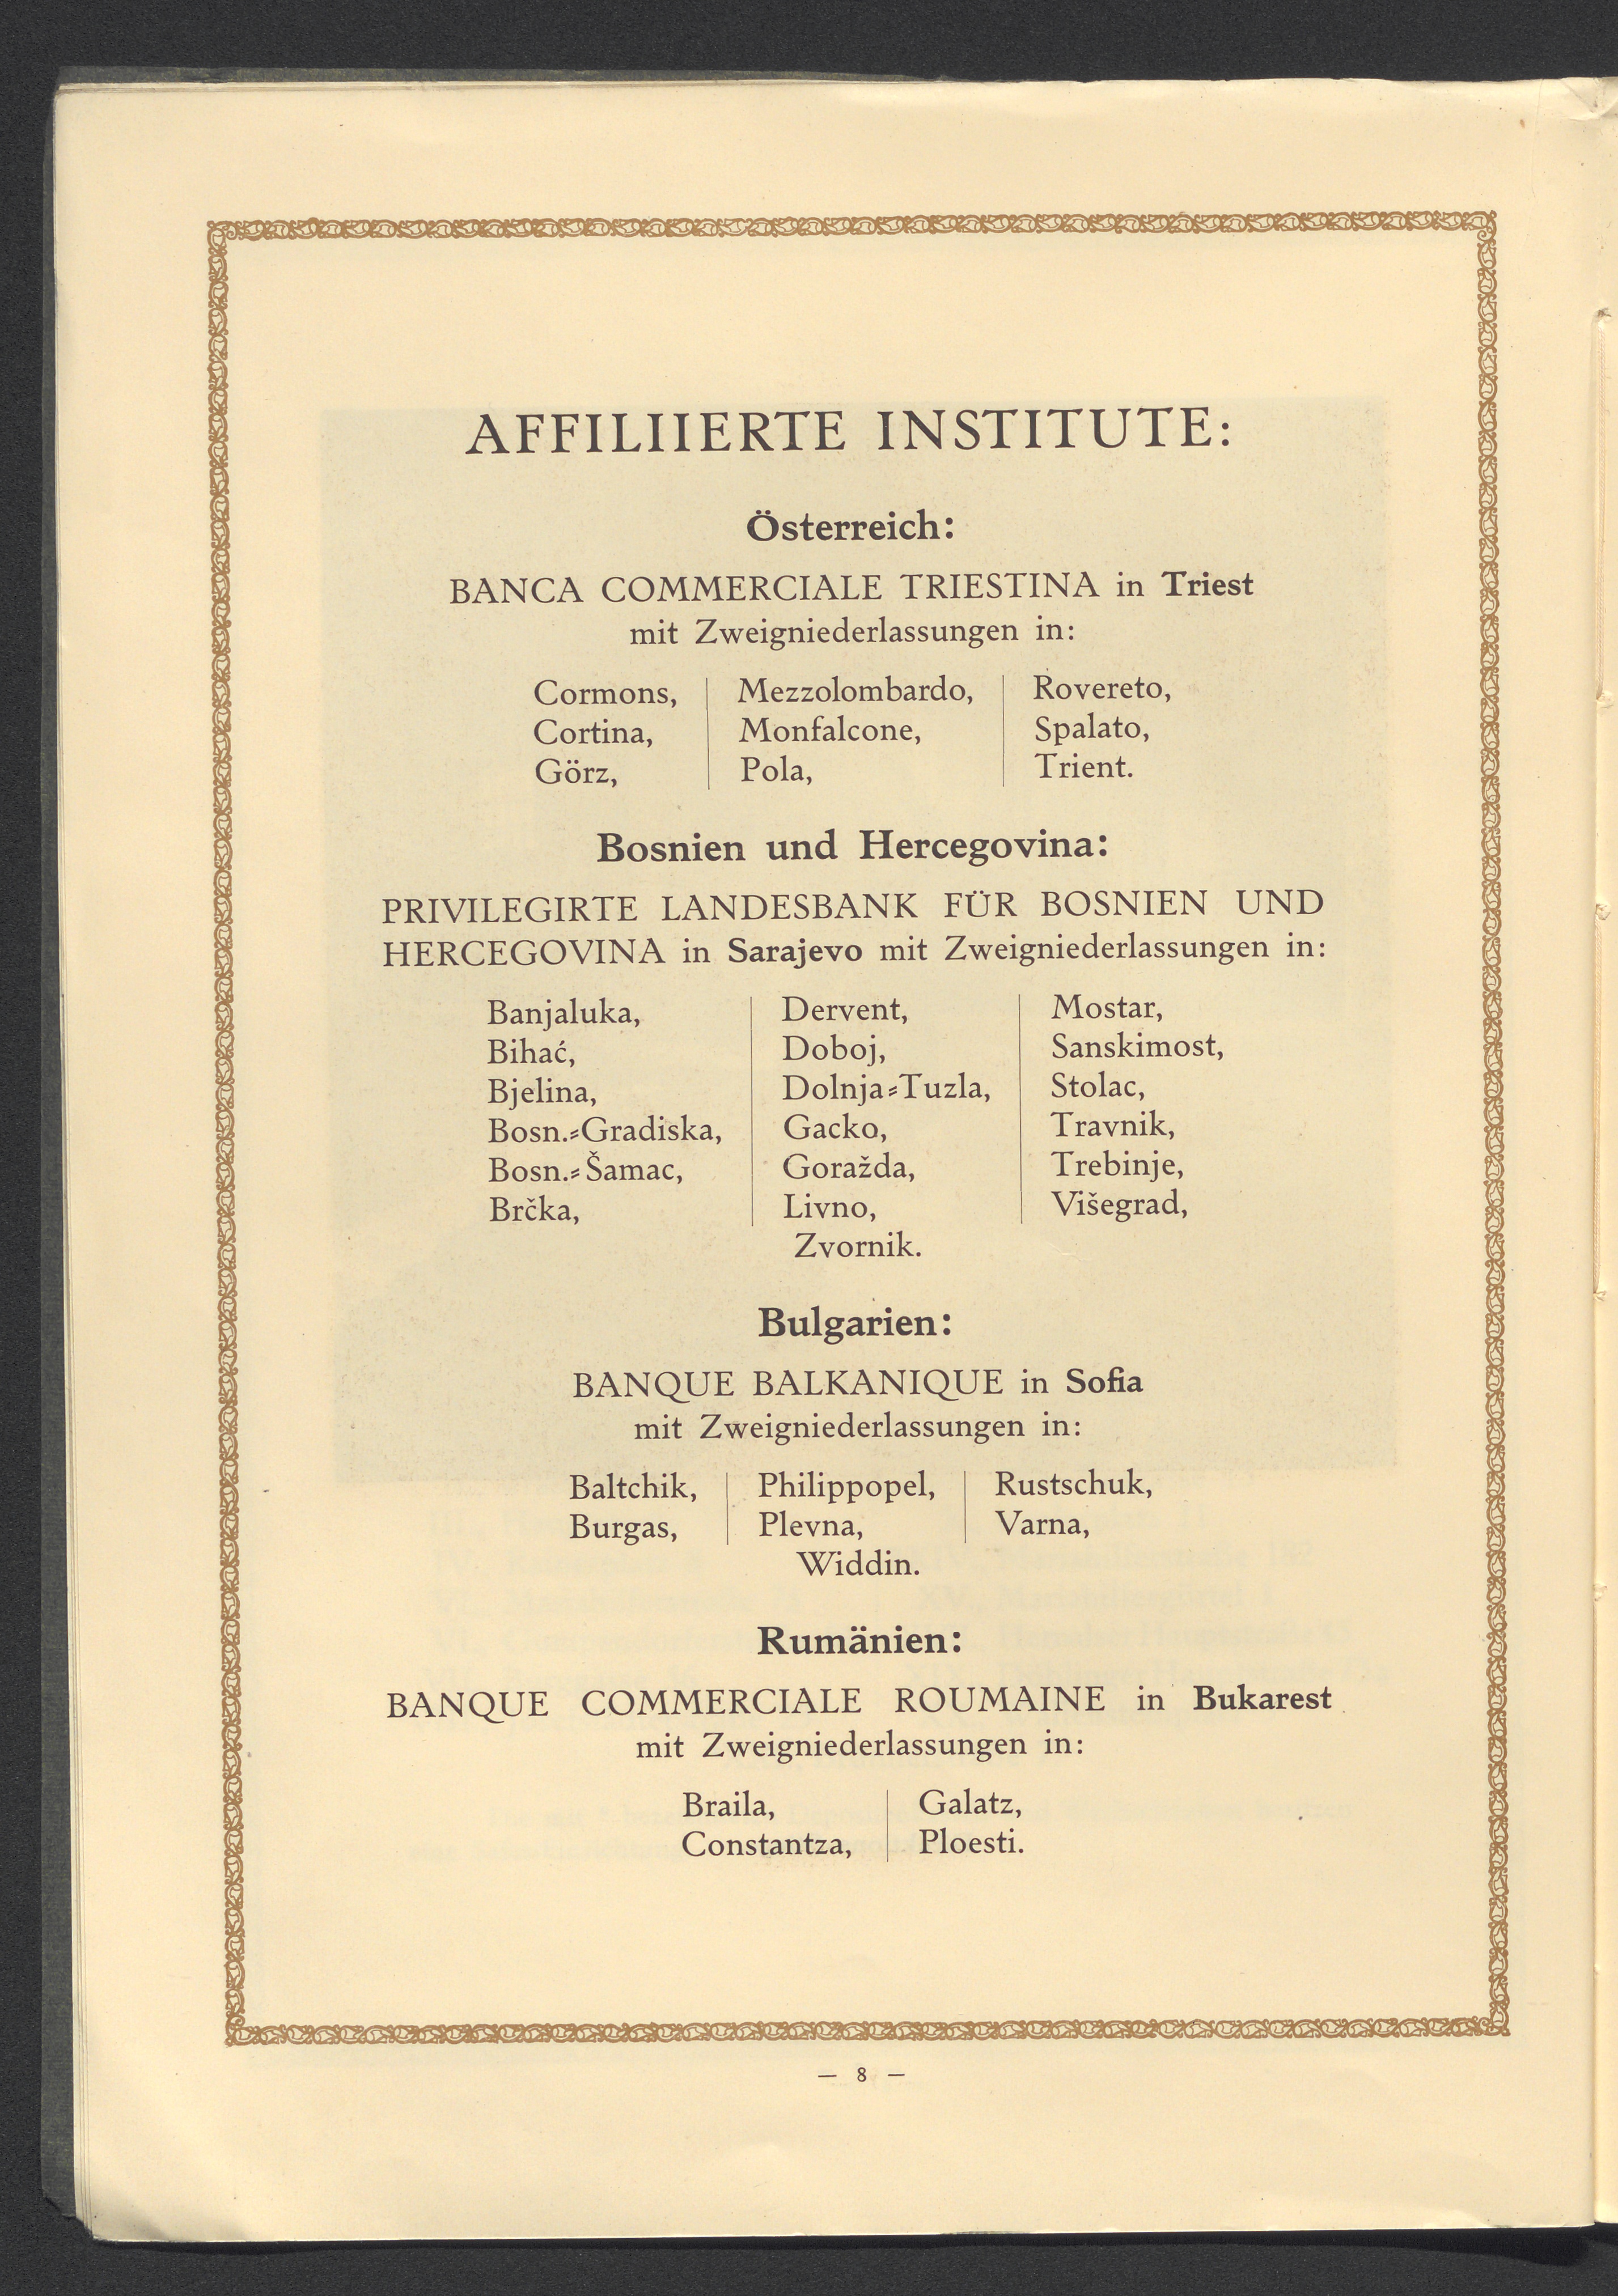 AFFILIIERTE INSTITUTE:
Österreich:
BANCA COMMERCIALE TRIESTINA in Triest
mit Zweigniederlassungen in:
Cormons,
Cortina,
Görz,
Mezzolombardo,
Monfalcone,
Pola,
Rovereto,
Spalato,
Trient.
Bosnien und Hercegovina:
PRIVILEGIRTE LANDESBANK FÜR BOSNIEN UND
HERCEGOVINA in Sarajevo mit Zweigniederlassungen in:
Banjaluka,
Bihać,
Bjelina,
Bosn.-Gradiska,
Bosn.-Šamac,
Brčka,
Dervent,
Doboj,
Dolnja-Tuzla,
Gacko,
Goražda,
Livno,
Mostar,
Sanskimost,
Stolac,
Travnik,
Trebinje,
Višegrad,
Zvornik.
Bulgarien:
BANQUE BALKANIQUE in Sofia
mit Zweigniederlassungen in:
Baltchik,
Burgas,
Philippopel,
Plevna,
Rustschuk,
Varna,
Widdin.
Rumänien:
BANQUE COMMERCIALE ROUMAINE in Bukarest
mit Zweigniederlassungen in:
Braila,
Constantza,
Galatz,
Ploesti.
— 8 —